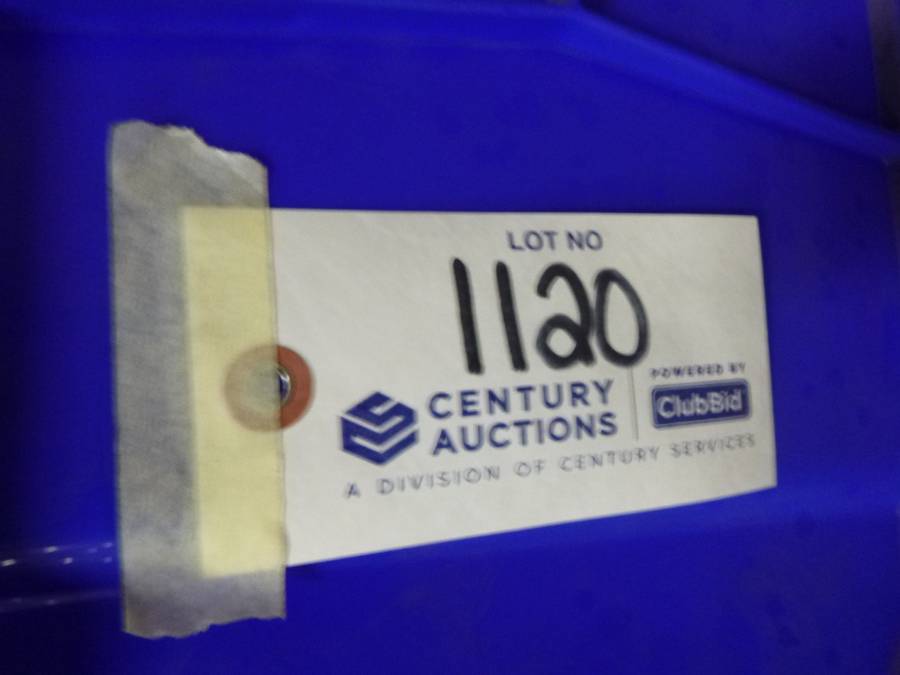 LOT NO
1120
CENTURY
AUCTIONS
A DIVISION OF CENTURY SERVICES
POWERED BY
ClubBid